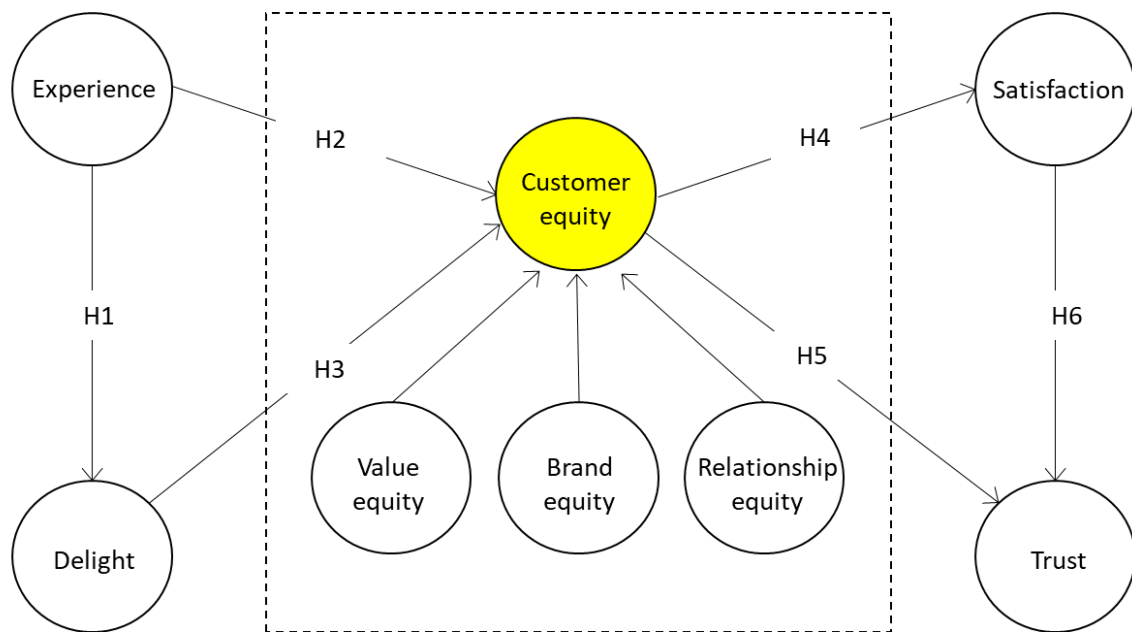 Experience
Satisfaction
H2
H4
Customer
equity
H1
H6
H3
H5
Value
equity
Brand
equity
Relationship
equity
Delight
Trust